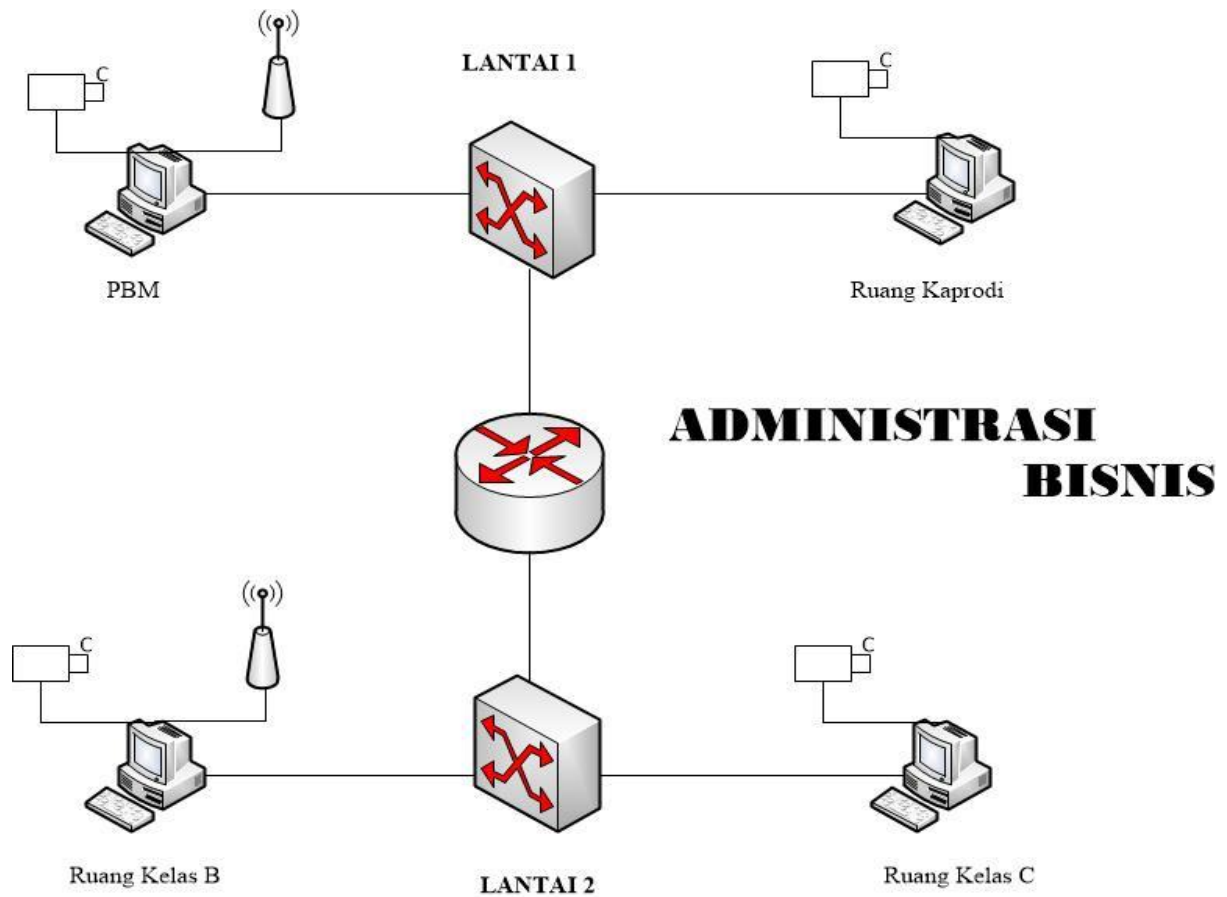 C
LANTAI 1
C
PBM
Ruang Kaprodi
ADMINISTRASI
BISNIS
C
C
Ruang Kelas B
LANTAI 2
Ruang Kelas C